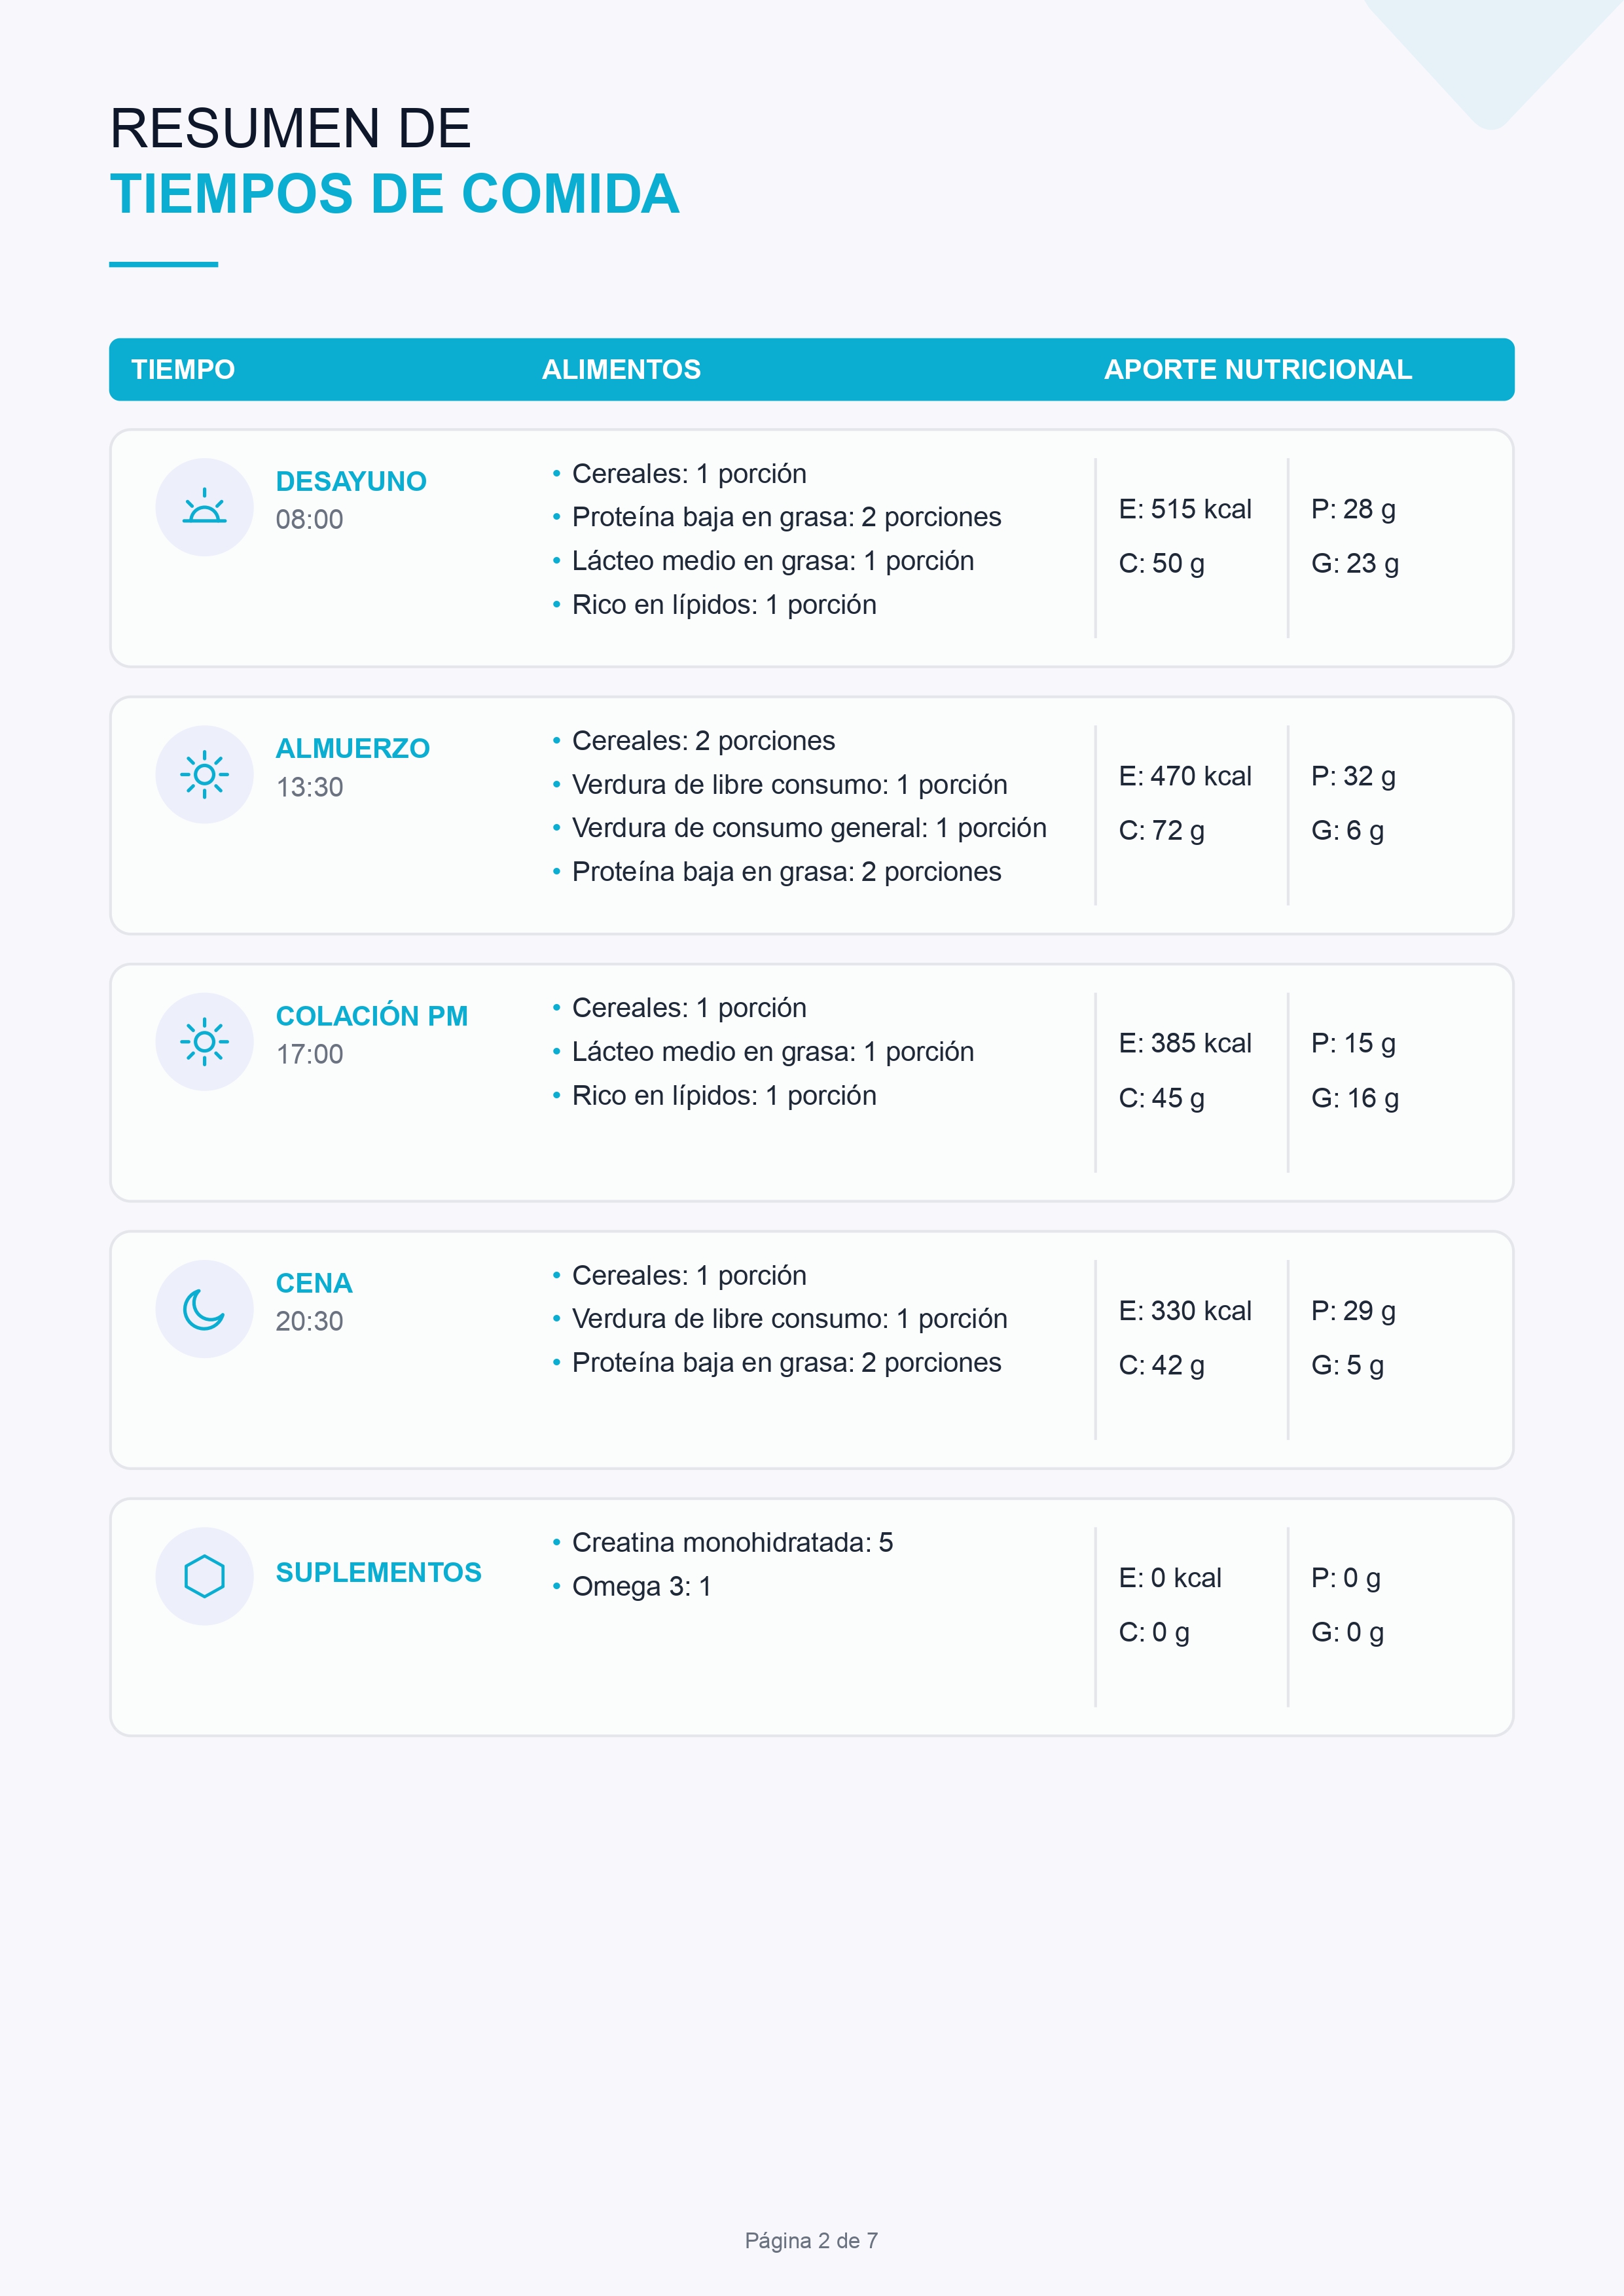 RESUMEN DE
TIEMPOS DE COMIDA
TIEMPO ALIMENTOS APORTE NUTRICIONAL
DESAYUNO
08:00
• Cereales: 1 porción
• Proteína baja en grasa: 2 porciones
• Lácteo medio en grasa: 1 porción
• Rico en lípidos: 1 porción
E: 515 kcal P: 28 g
C: 50 g G: 23 g
ALMUERZO
13:30
• Cereales: 2 porciones
• Verdura de libre consumo: 1 porción
• Verdura de consumo general: 1 porción
• Proteína baja en grasa: 2 porciones
E: 470 kcal P: 32 g
C: 72 g G: 6 g
COLACIÓN PM
17:00
• Cereales: 1 porción
• Lácteo medio en grasa: 1 porción
• Rico en lípidos: 1 porción
E: 385 kcal P: 15 g
C: 45 g G: 16 g
CENA
20:30
• Cereales: 1 porción
• Verdura de libre consumo: 1 porción
• Proteína baja en grasa: 2 porciones
E: 330 kcal P: 29 g
C: 42 g G: 5 g
SUPLEMENTOS
• Creatina monohidratada: 5
• Omega 3: 1
E: 0 kcal P: 0 g
C: 0 g G: 0 g
Página 2 de 7